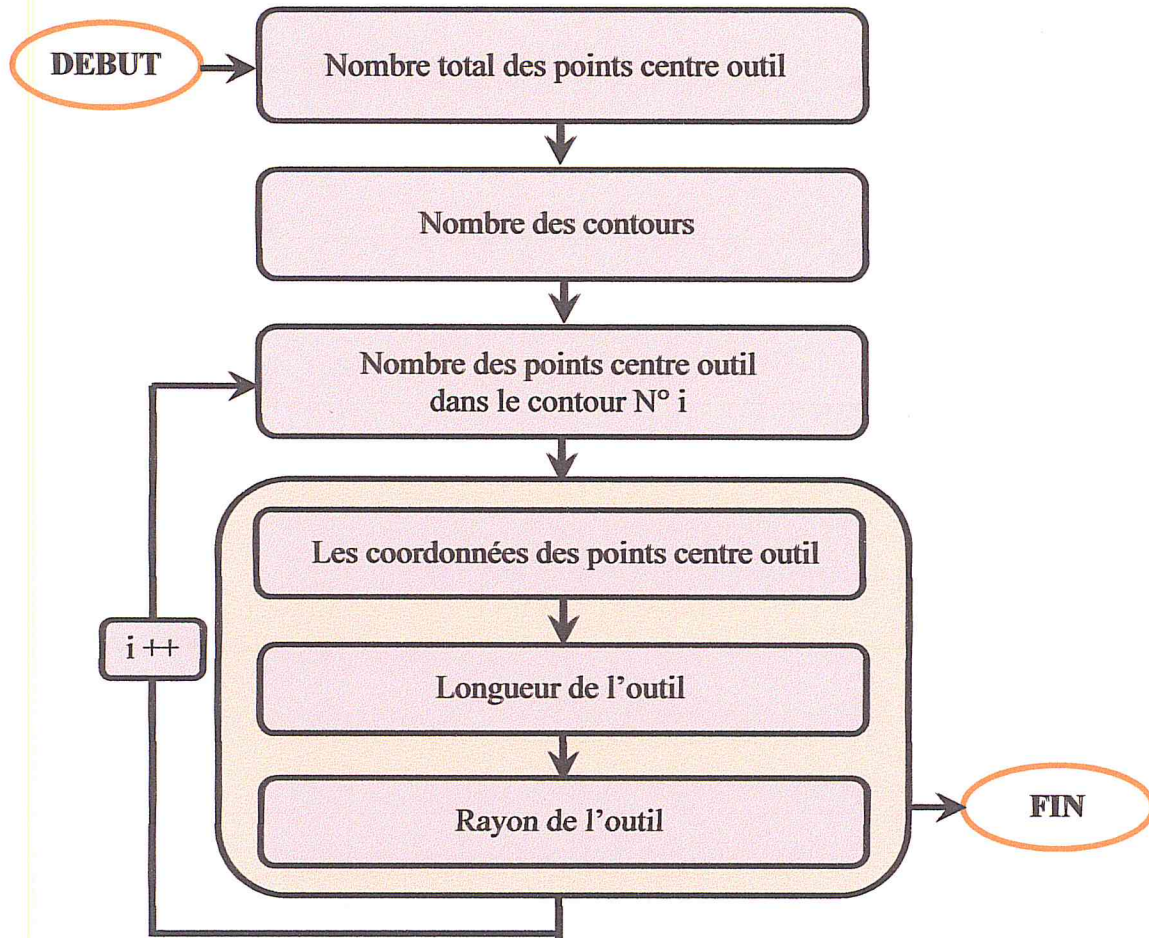 DEBUT
Nombre total des points centre outil
Nombre des contours
Nombre des points centre outil
dans le contour N° i
Les coordonnées des points centre outil
i ++
Longueur de l'outil
Rayon de l'outil
FIN